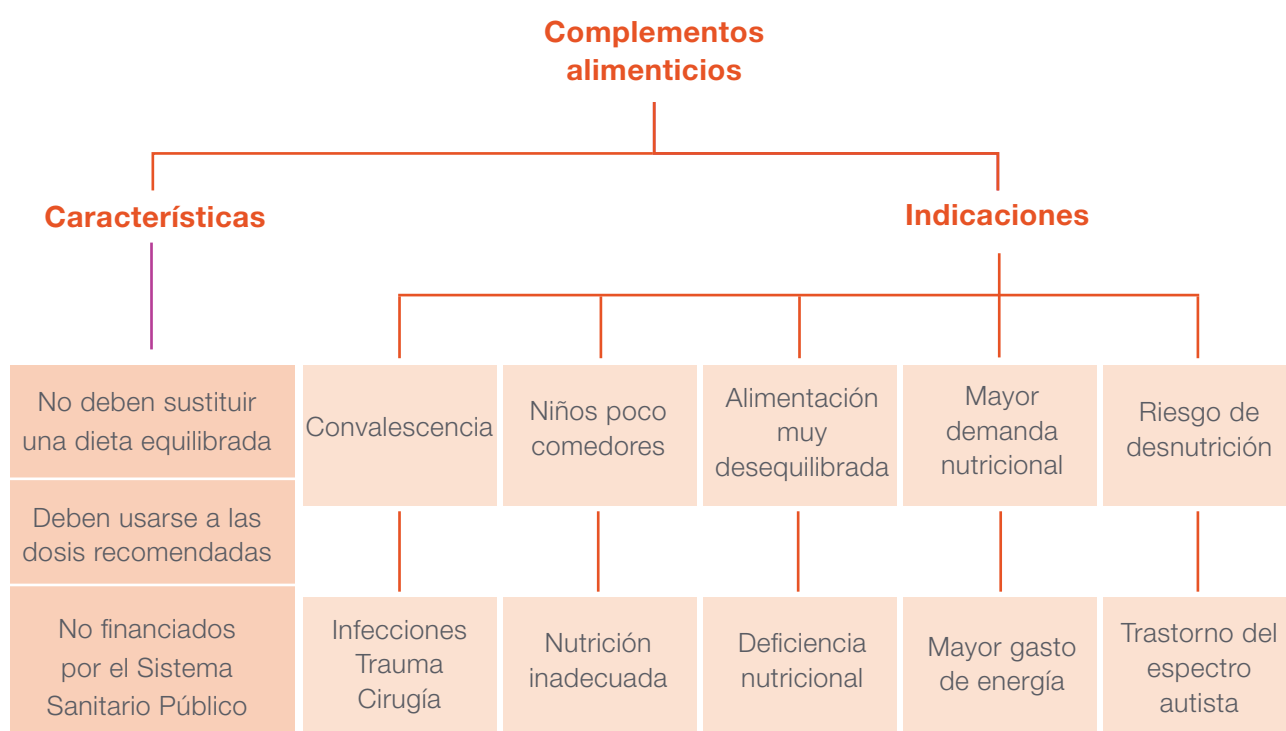 Complementos
alimenticios
Características
Indicaciones
No deben sustituir
una dieta equilibrada
Deben usarse a las
dosis recomendadas
No financiados
por el Sistema
Sanitario Público
Convalescencia
Niños poco
comedores
Alimentación
muy
desequilibrada
Mayor
demanda
nutricional
Riesgo de
desnutrición
Infecciones
Trauma
Cirugía
Nutrición
inadecuada
Deficiencia
nutricional
Mayor gasto
de energía
Trastorno del
espectro
autista